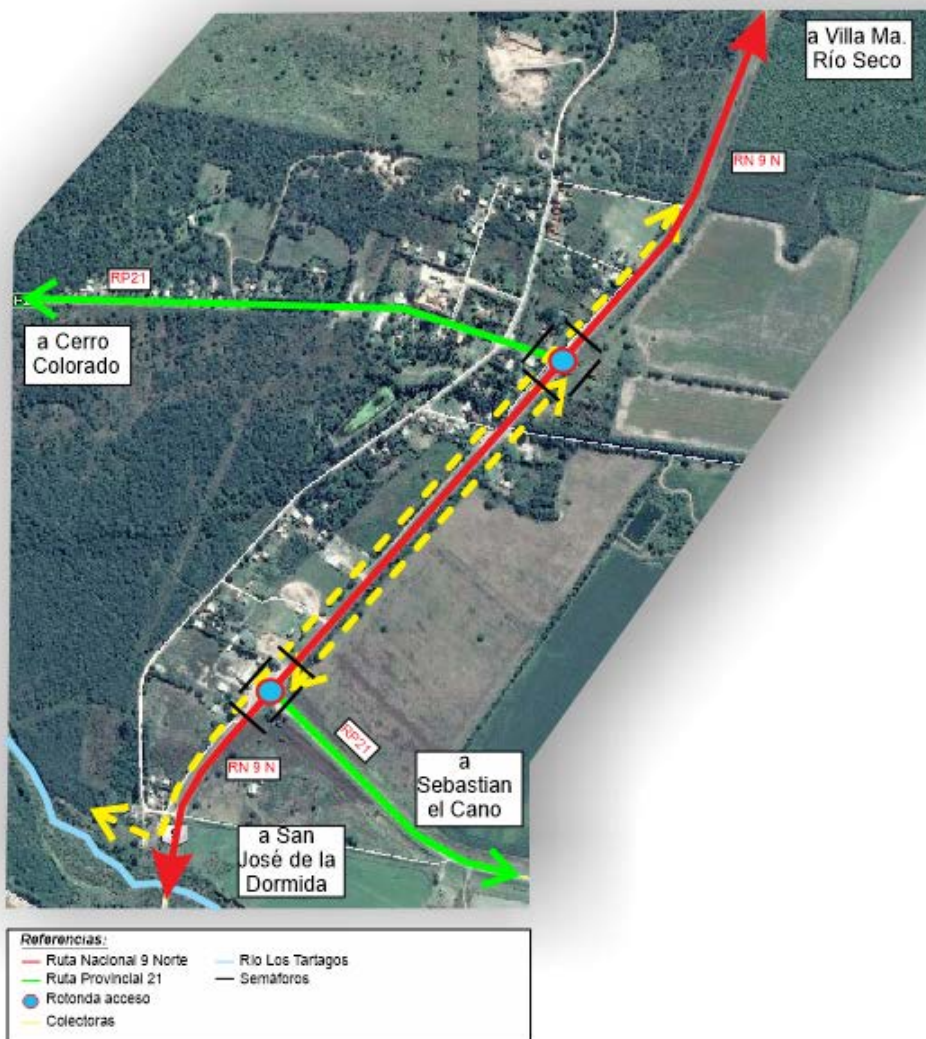 a Villa Ma.
Río Seco
RN 9 N
RP21
a Cerro
Colorado
RP21
RN 9 N
a
Sebastian
el Cano
a San
José de la
Dormida
Referencias:
Ruta Nacional 9 Norte
Río Los Tartagos
Ruta Provincial 21
Semáforos
Rotonda acceso
Colectoras